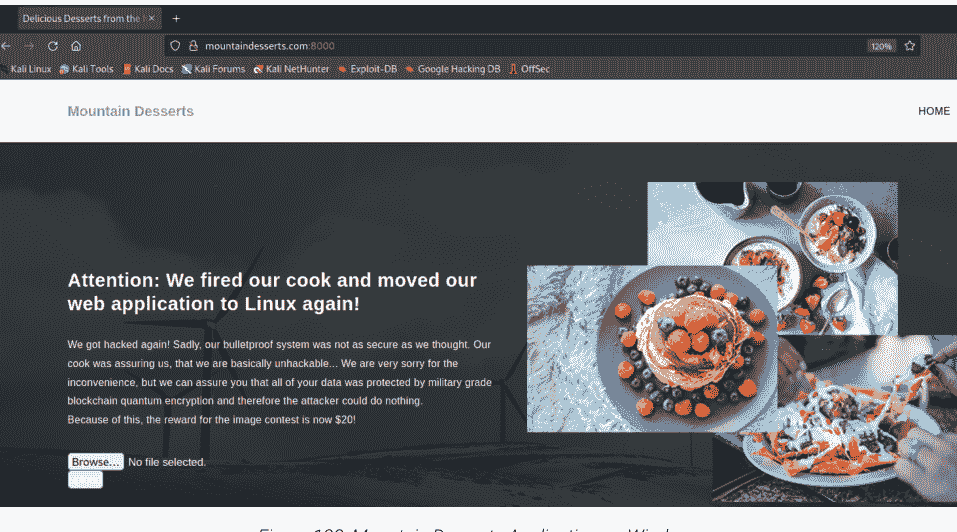 Delicious Desserts from the
mountaindesserts.com:8000
120%
Kali Linux Kali Tools Kali Docs Kali Forums Kali NetHunter Exploit-DB Google Hacking DB OffSec
Mountain Desserts
HOME
Attention: We fired our cook and moved our
web application to Linux again!
We got hacked again! Sadly, our bulletproof system was not as secure as we thought. Our
cook was assuring us, that we are basically unhackable... We are very sorry for the
inconvenience, but we can assure you that all of your data was protected by military grade
blockchain quantum encryption and therefore the attacker could do nothing.
Because of this, the reward for the image contest is now $20!
Browse... No file selected.